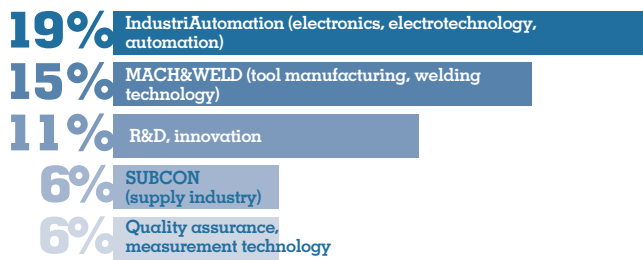 19% IndustriAutomation (electronics, electrotechnology,
automation)
15% MACH&WELD (tool manufacturing, welding
technology)
11% R&D, innovation
6% SUBCON
(supply industry)
6% Quality assurance,
measurement technology